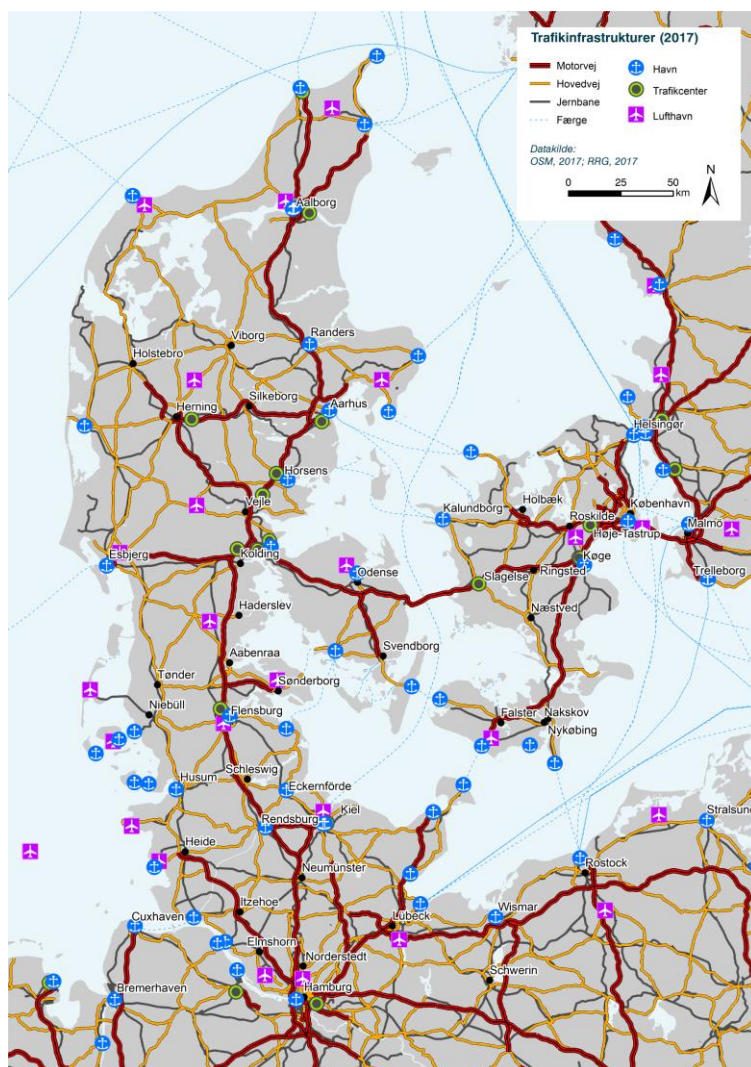 Trafikinfrastrukturer (2017)
Motorvej
Hovedvej
Jernbane
Færge
Havn
Trafikcenter
Lufthavn
Datakilde:
OSM, 2017; RRG, 2017
0 25 50
km
N
Aalborg
Viborg
Randers
Holstebro
Silkeborg
Herning
Aarhus
Helsingør
Horsens
Vejle
Kalundborg
Holbæk
København
Roskilde
Høje-Tastrup
Malmö
Esbjerg
Kolding
Køge
Odense
Slagelse
Ringsted
Trelleborg
Haderslev
Næstved
Svendborg
Aabenraa
Tønder
Sønderborg
Niebüll
Flensburg
Falster
Nakskov
Nykøbing
Schleswig
Husum
Eckernförde
Kiel
Stralsund
Rendsburg
Heide
Rostock
Neumünster
Itzehoe
Lübeck
Wismar
Cuxhaven
Elmshorn
Norderstedt
Schwerin
Bremerhaven
Hamburg